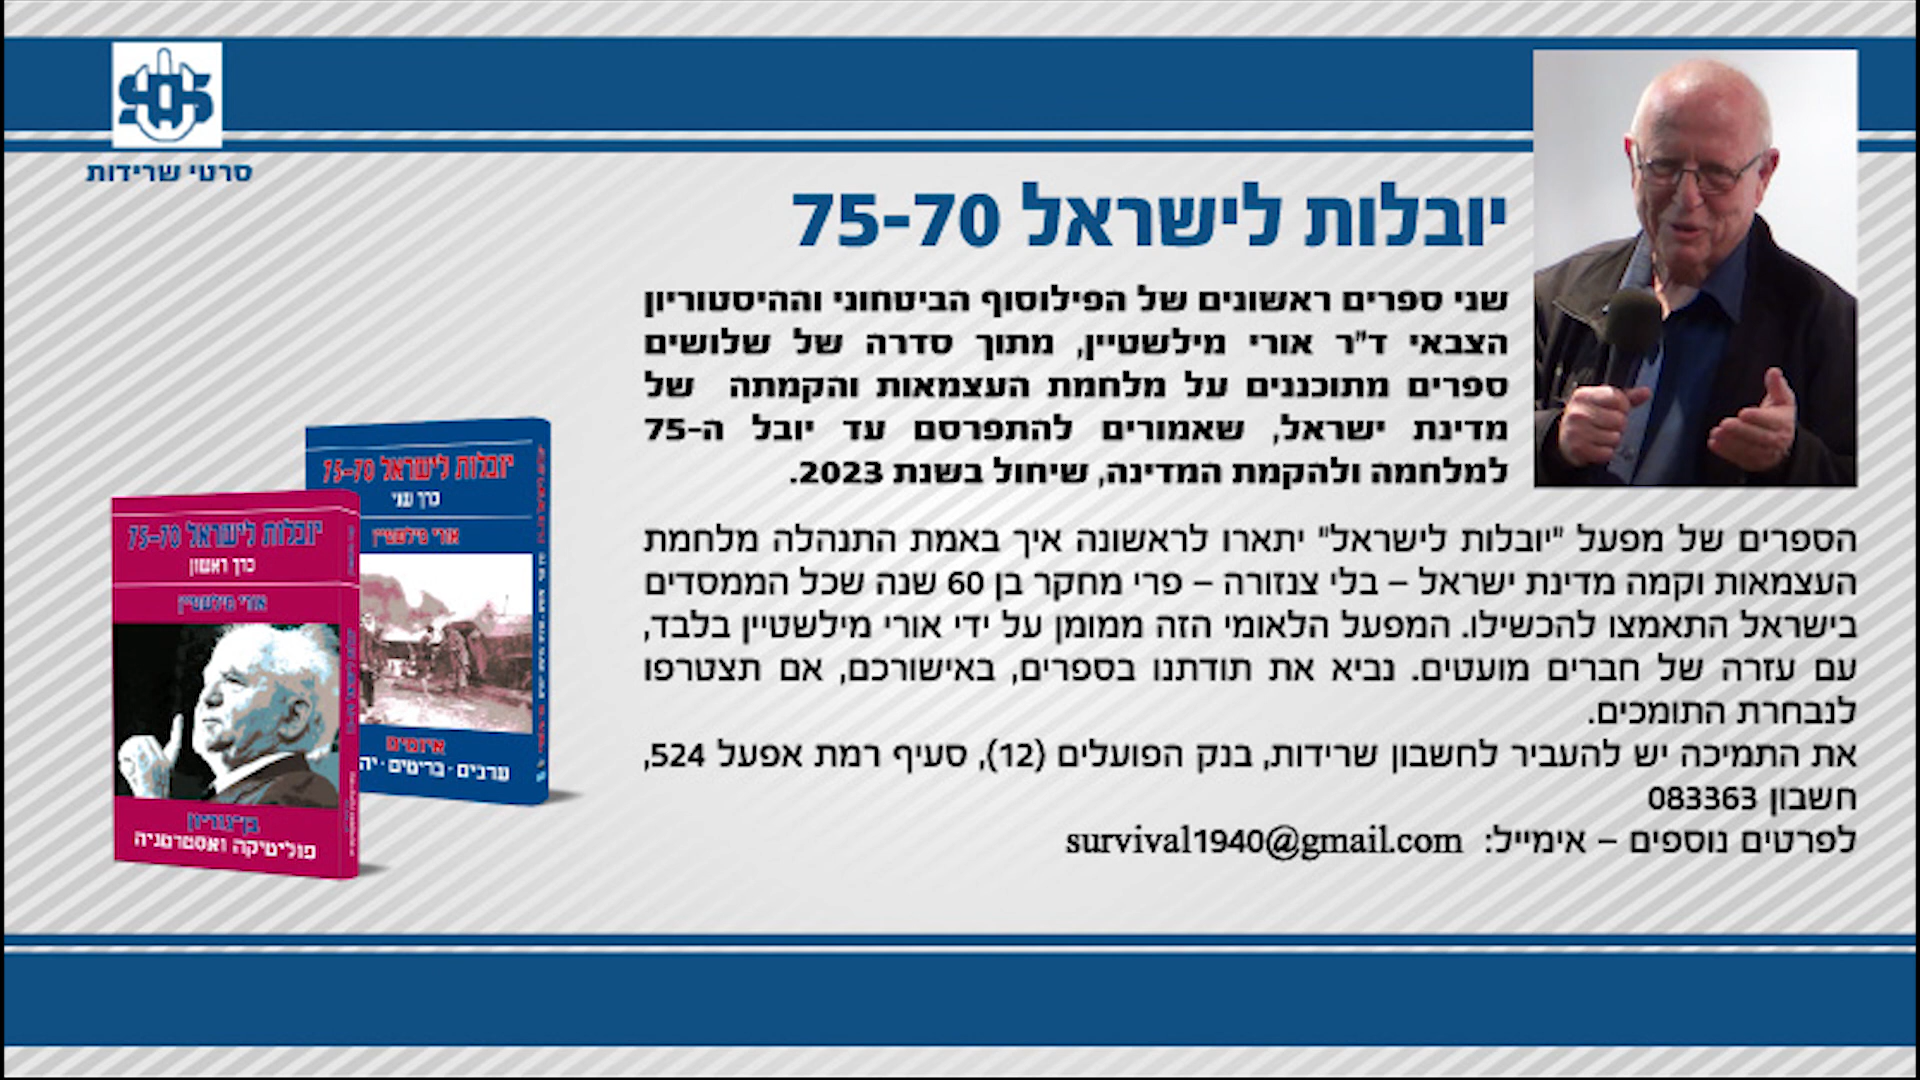 SOS
סרטי שרידות
יובלות לישראל 75-70
שני ספרים ראשונים של הפילוסוף הביטחוני וההיסטוריון
הצבאי ד"ר אורי מילשטיין, מתוך סדרה של שלושים
ספרים מתוכננים על מלחמת העצמאות והקמתה של
מדינת ישראל, שאמורים להתפרסם עד יובל ה-75
למלחמה ולהקמת המדינה, שיחול בשנת 2023.
הספרים של מפעל "יובלות לישראל" יתארו לראשונה איך באמת התנהלה מלחמת
העצמאות וקמה מדינת ישראל – בלי צנזורה – פרי מחקר בן 60 שנה שכל הממסדים
בישראל התאמצו להכשילו. המפעל הלאומי הזה ממומן על ידי אורי מילשטיין בלבד,
עם עזרה של חברים מועטים. נביא את תודתנו בספרים, באישורכם, אם תצטרפו
לנבחרת התומכים.
את התמיכה יש להעביר לחשבון שרידות, בנק הפועלים (12), סעיף רמת אפעל 524,
חשבון 083363
לפרטים נוספים – אימייל: survival1940@gmail.com
יובלות לישראל 75-70
כרך שני
אורי מילשטיין
איומים
ערבים · בריטים · יה
יובלות לישראל 75-70
כרך ראשון
אורי מילשטיין
בן־גוריון
פוליטיקה ואסטרטגיה